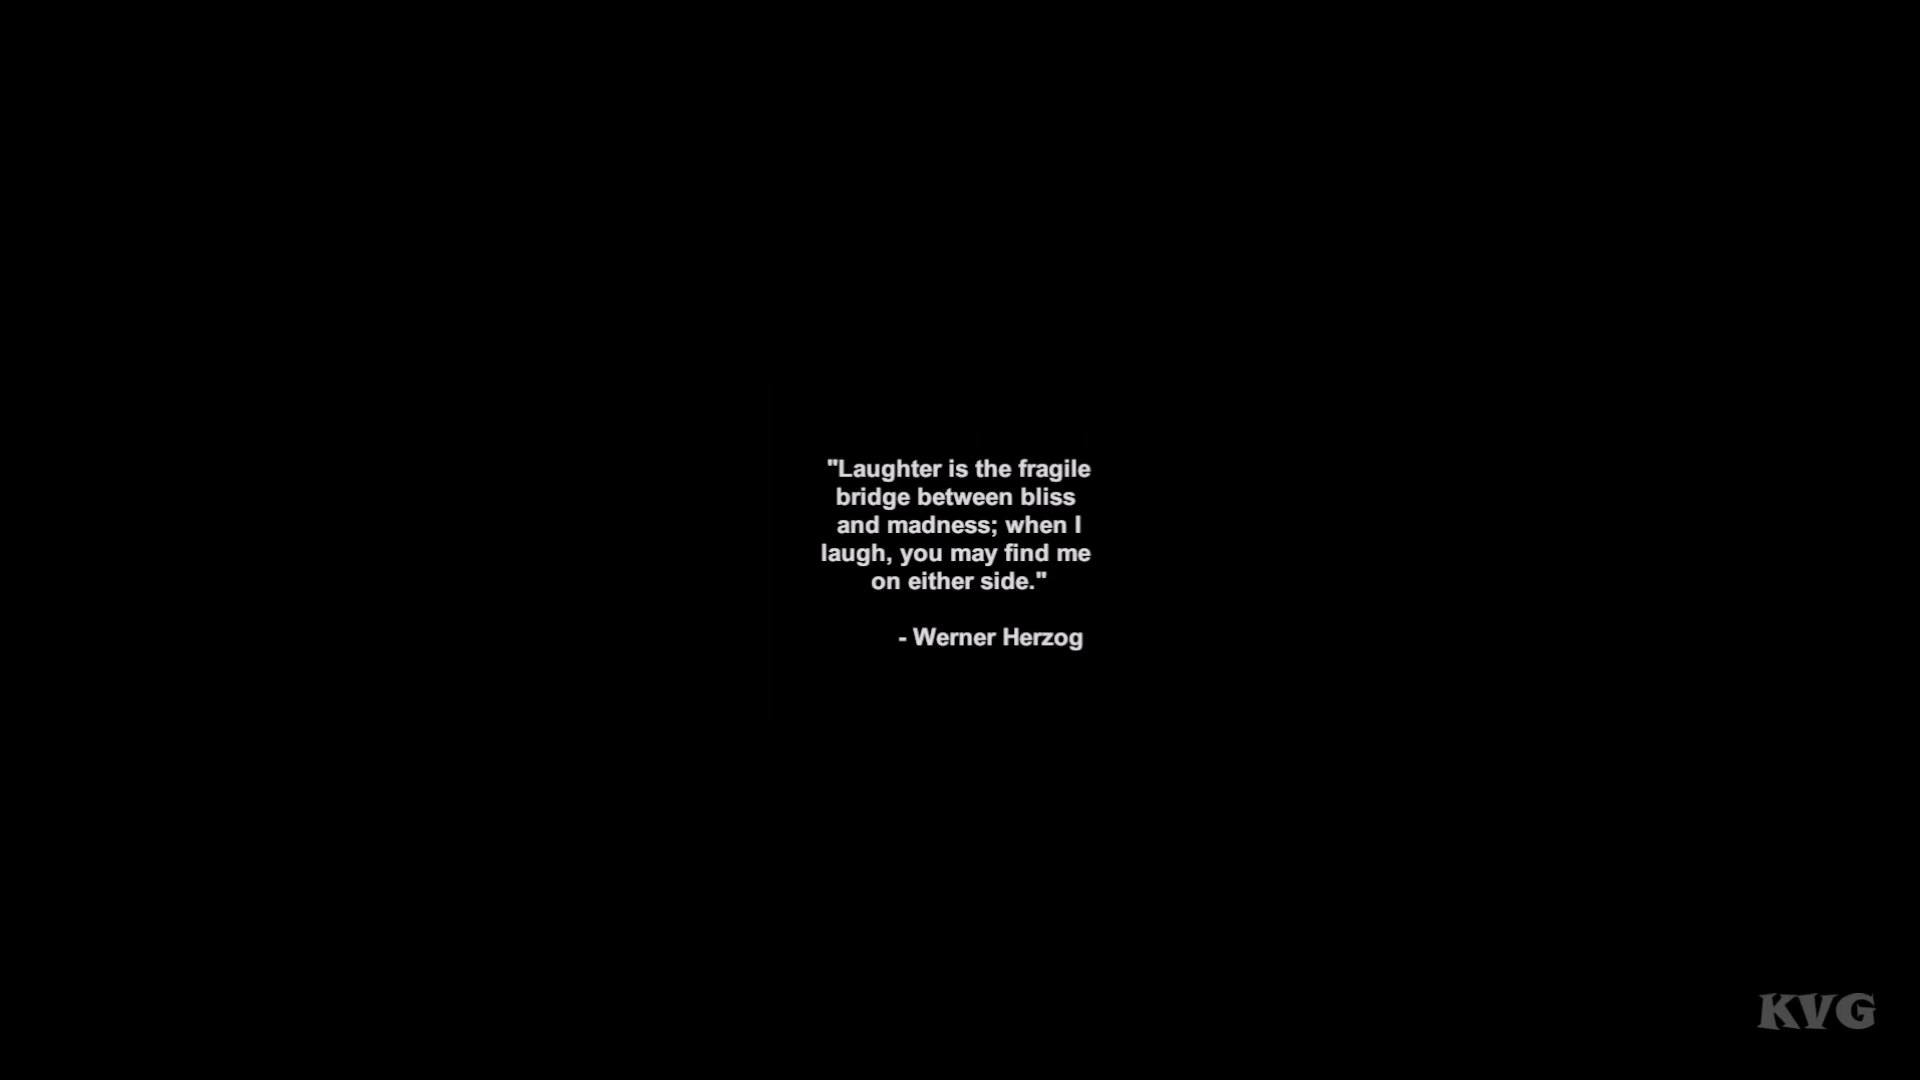 "Laughter is the fragile
bridge between bliss
and madness; when I
laugh, you may find me
on either side."
- Werner Herzog
KVG